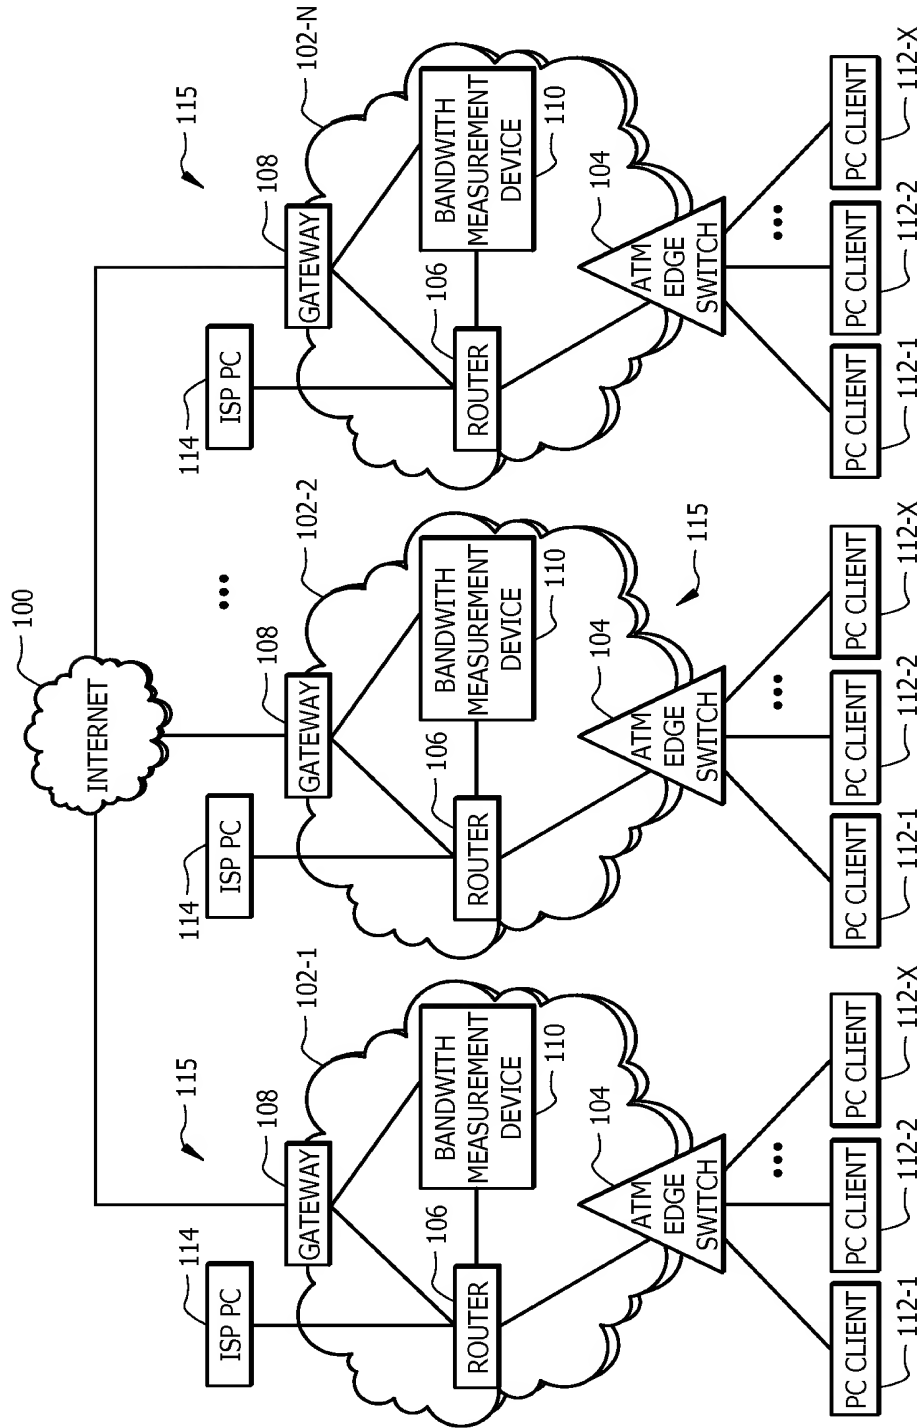 100
INTERNET
114
ISP PC
115
108
GATEWAY
102-1
106
ROUTER
BANDWITH
MEASUREMENT
DEVICE
110
104
ATM
EDGE
SWITCH
•••
PC CLIENT
PC CLIENT
PC CLIENT
112-1
112-2
112-X
114
ISP PC
108
GATEWAY
102-2
•••
106
ROUTER
BANDWITH
MEASUREMENT
DEVICE
110
104
115
ATM
EDGE
SWITCH
•••
PC CLIENT
PC CLIENT
PC CLIENT
112-1
112-2
112-X
114
ISP PC
115
108
GATEWAY
102-N
106
ROUTER
BANDWITH
MEASUREMENT
DEVICE
110
104
ATM
EDGE
SWITCH
•••
PC CLIENT
PC CLIENT
PC CLIENT
112-1
112-2
112-X